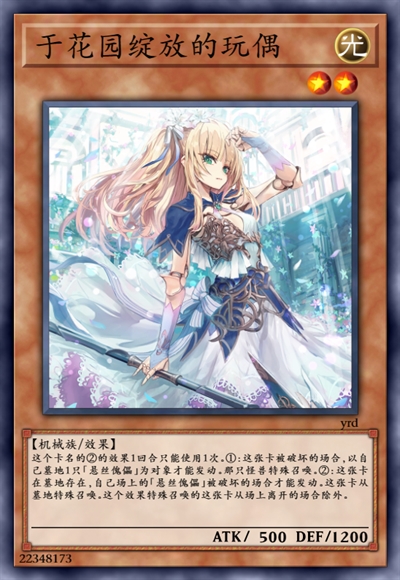 于花园绽放的玩偶
光
yrd
【机械族/效果】
这个卡名的②的效果1回合只能使用1次。①:这张卡被破坏的场合,以自
己墓地1只「悬丝傀儡」为对象才能发动。那只怪兽特殊召唤。②:这张卡
在墓地存在,自己场上的「悬丝傀儡」被破坏的场合才能发动。这张卡从
墓地特殊召唤。这个效果特殊召唤的这张卡从场上离开的场合除外。
ATK/ 500 DEF/1200
22348173